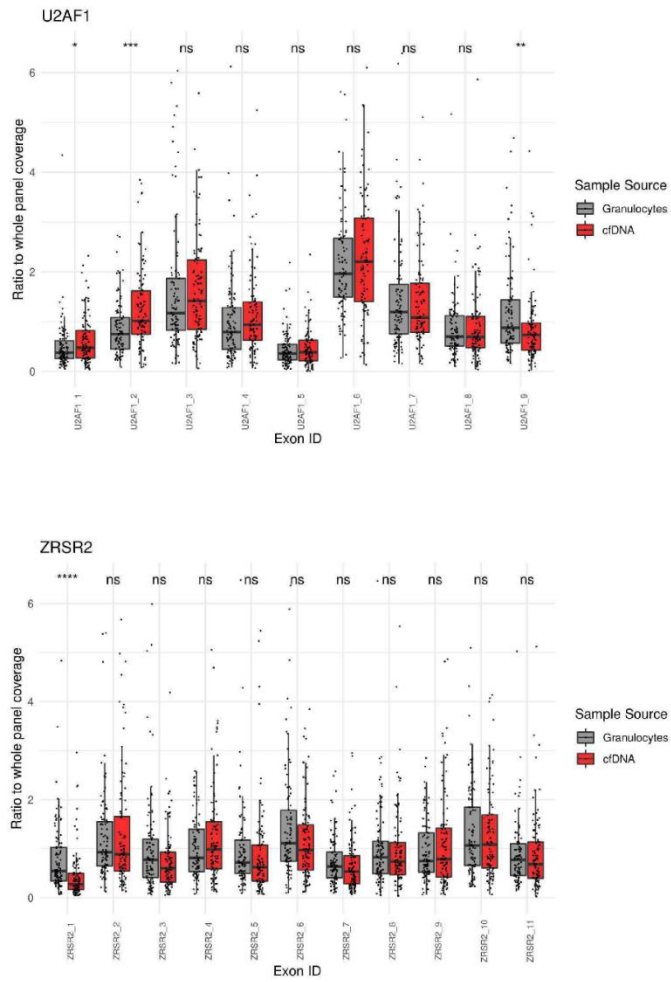 U2AF1
* *** ns ns ns ns ns ns **
6
4
2
0
Ratio to whole panel coverage
U2AF1_1 U2AF1_2 U2AF1_3 U2AF1_4 U2AF1_5 U2AF1_6 U2AF1_7 U2AF1_8 U2AF1_9
Exon ID
Sample Source
Granulocytes
cfDNA
ZRSR2
**** ns ns ns ns ns ns ns ns ns ns
6
4
2
0
Ratio to whole panel coverage
ZRSR2_1 ZRSR2_2 ZRSR2_3 ZRSR2_4 ZRSR2_5 ZRSR2_6 ZRSR2_7 ZRSR2_8 ZRSR2_9 ZRSR2_10 ZRSR2_11
Exon ID
Sample Source
Granulocytes
cfDNA